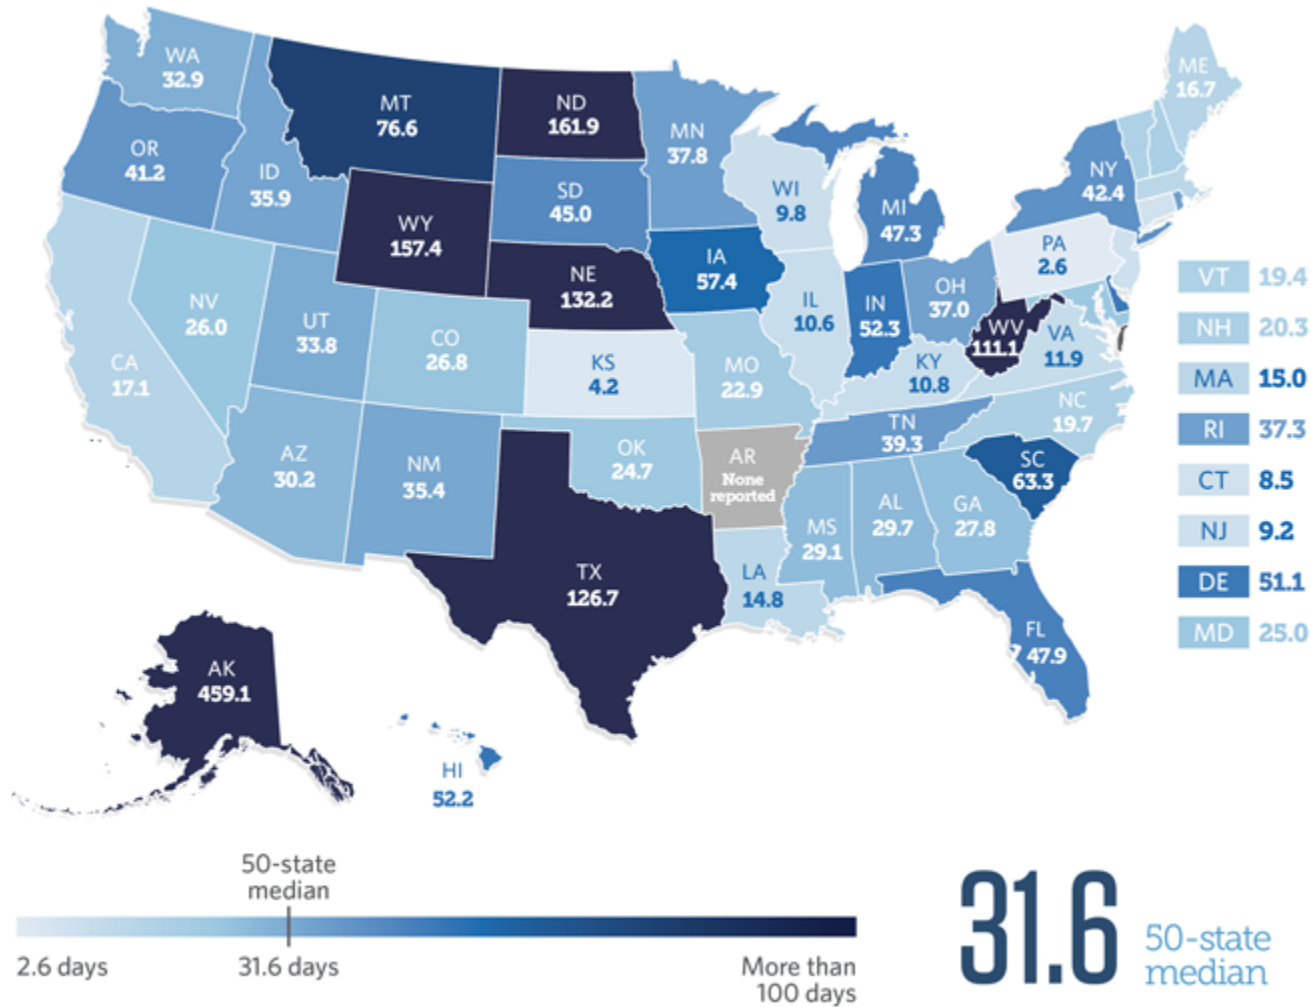 WA
32.9
MT
76.6
ND
161.9
MN
37.8
ME
16.7
OR
41.2
ID
35.9
SD
45.0
WI
9.8
MI
47.3
NY
42.4
WY
157.4
IA
57.4
PA
2.6
NE
132.2
NV
26.0
UT
33.8
CO
26.8
KS
4.2
MO
22.9
IL
10.6
IN
52.3
OH
37.0
WV
111.1
VA
11.9
KY
10.8
CA
17.1
NC
19.7
TN
39.3
SC
63.3
AZ
30.2
NM
35.4
OK
24.7
AR
None
reported
MS
29.1
AL
29.7
GA
27.8
TX
126.7
LA
14.8
FL
7 47.9
AK
459.1
HI
52.2
VT 19.4
NH 20.3
MA 15.0
RI 37.3
CT 8.5
NJ 9.2
DE 51.1
MD 25.0
50-state
median
2.6 days
31.6 days
More than
100 days
31.6
50-state
median